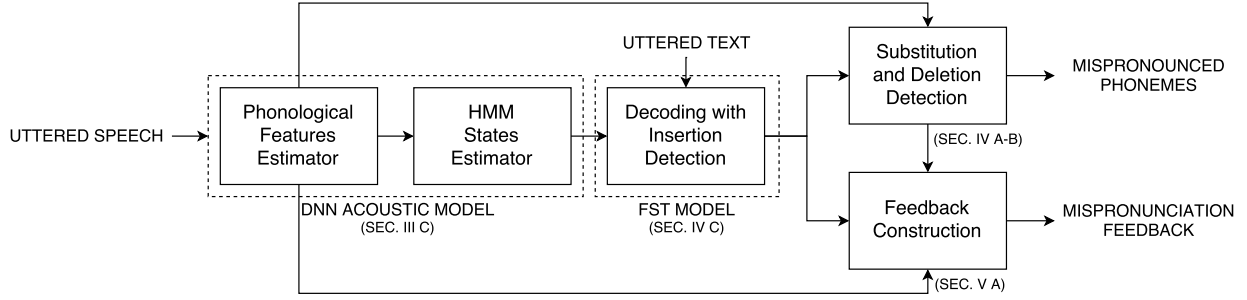 UTTERED SPEECH
Phonological
Features
Estimator
HMM
States
Estimator
DNN ACOUSTIC MODEL
(SEC. III C)
UTTERED TEXT
Decoding with
Insertion
Detection
FST MODEL
(SEC. IV C)
Substitution
and Deletion
Detection
(SEC. IV A-B)
MISPRONOUNCED
PHONEMES
Feedback
Construction
(SEC. V A)
MISPRONUNCIATION
FEEDBACK